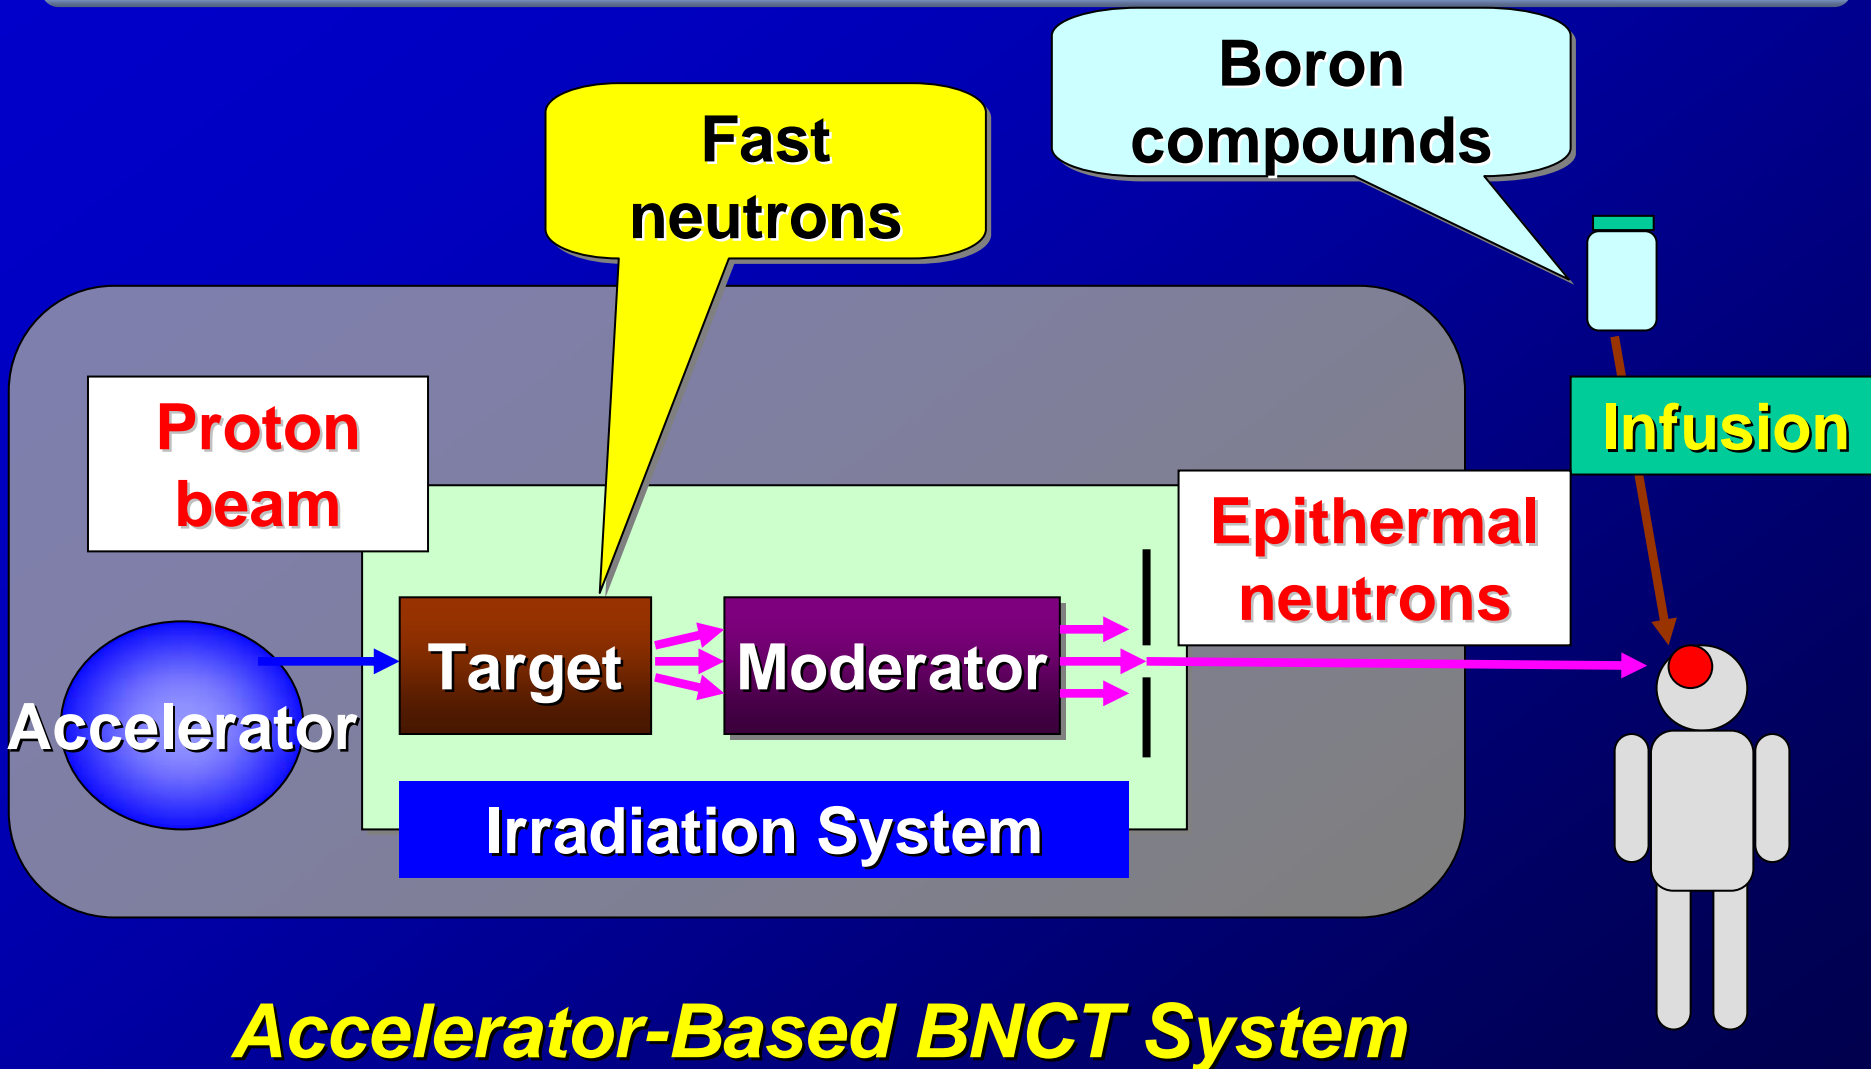 Boron
compounds
Fast
neutrons
Proton
beam
Infusion
Epithermal
neutrons
Target
Moderator
Accelerator
Irradiation System
Accelerator-Based BNCT System